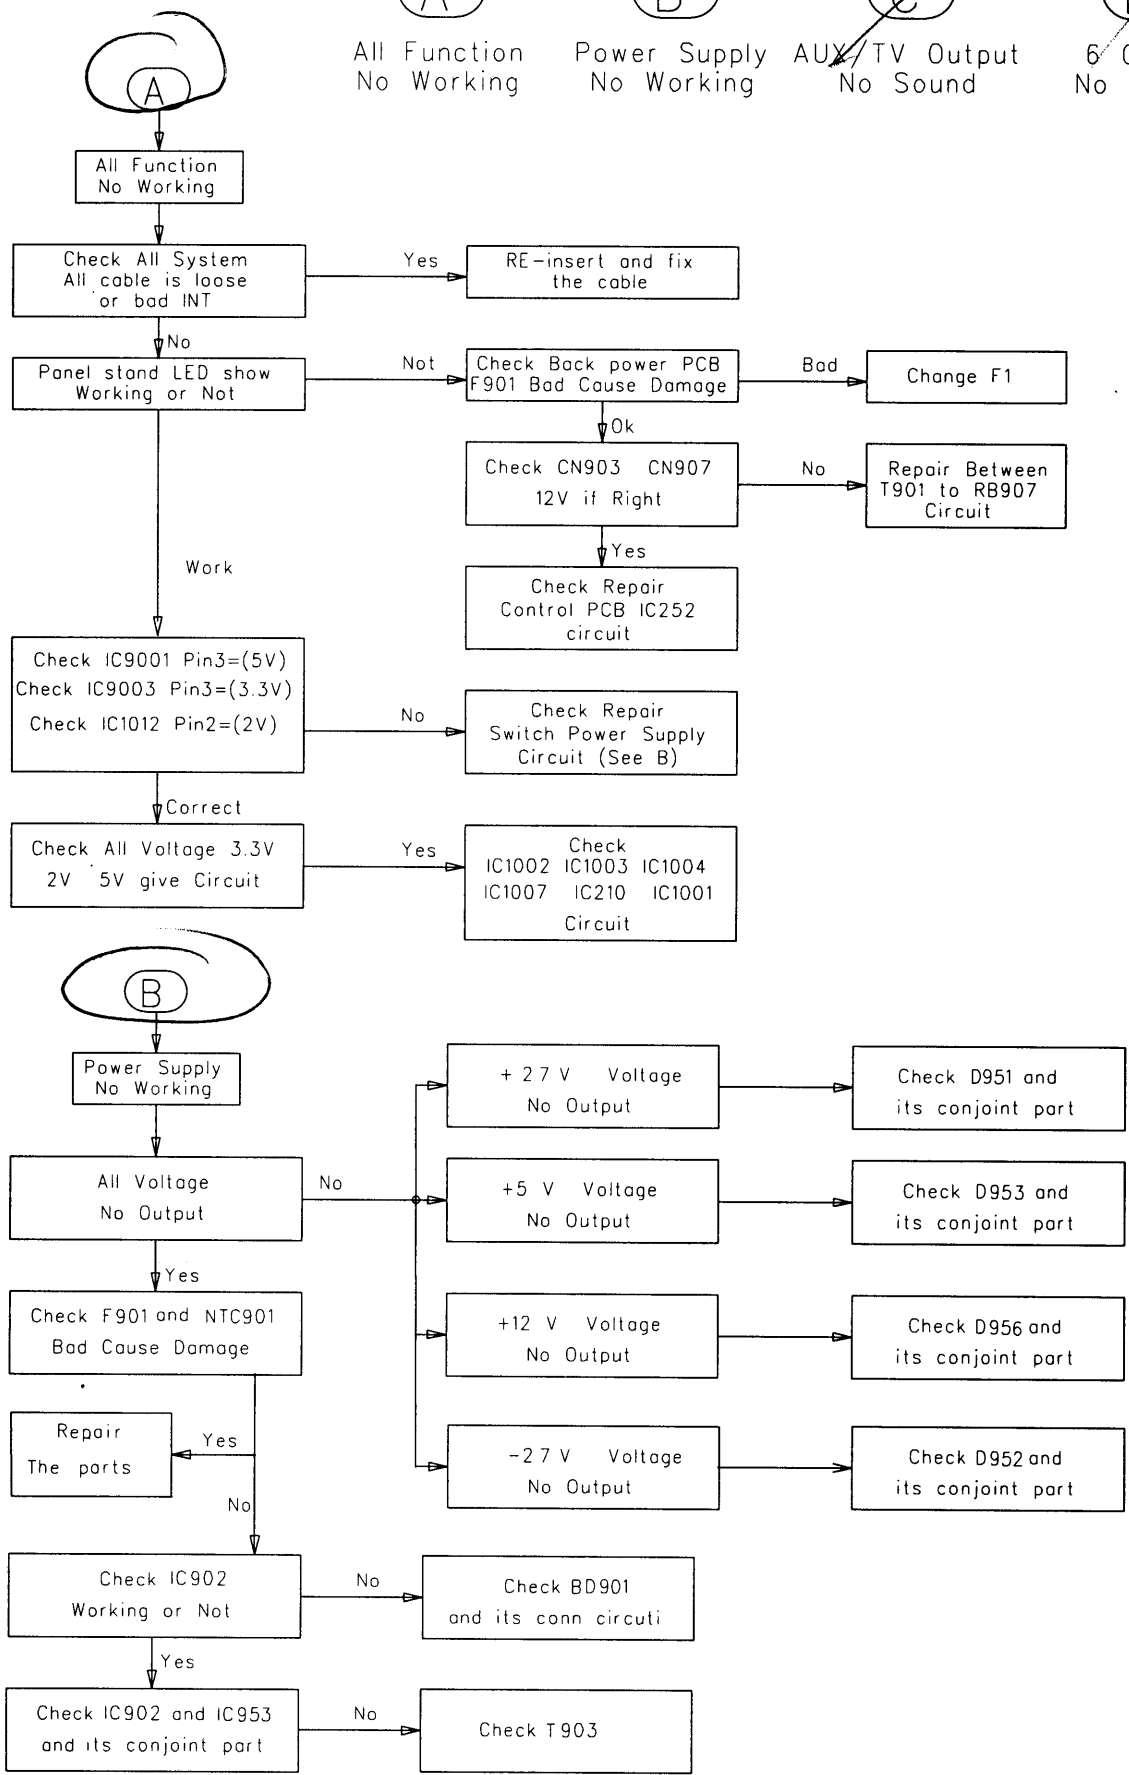 A
B
C
All Function
No Working
Power Supply
No Working
AUX/TV Output
No Sound
6
No
A
All Function
No Working
Check All System
All cable is loose
or bad INT
Yes
RE-insert and fix
the cable
No
Panel stand LED show
Working or Not
Not
Check Back power PCB
F901 Bad Cause Damage
Bad
Change F1
Ok
Check CN903 CN907
12V if Right
No
Repair Between
T901 to RB907
Circuit
Yes
Check Repair
Control PCB IC252
circuit
Work
Check IC9001 Pin3=(5V)
Check IC9003 Pin3=(3.3V)
Check IC1012 Pin2=(2V)
No
Check Repair
Switch Power Supply
Circuit (See B)
Correct
Check All Voltage 3.3V
2V 5V give Circuit
Yes
Check
IC1002 IC1003 IC1004
IC1007 IC210 IC1001
Circuit
B
Power Supply
No Working
All Voltage
No Output
No
+27V Voltage
No Output
Check D951 and
its conjoint part
+5 V Voltage
No Output
Check D953 and
its conjoint part
+12 V Voltage
No Output
Check D956 and
its conjoint part
-27V Voltage
No Output
Check D952 and
its conjoint part
Yes
Check F901 and NTC901
Bad Cause Damage
Yes
Repair
The parts
No
Check IC902
Working or Not
No
Check BD901
and its conn circuti
Yes
Check IC902 and IC953
and its conjoint part
No
Check T903